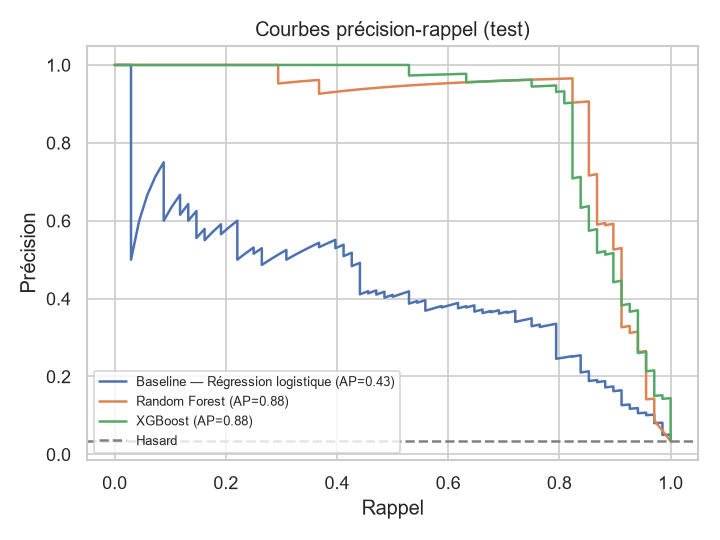 Courbes précision-rappel (test)
Précision
1.0
0.8
0.6
0.4
0.2
0.0
Baseline — Régression logistique (AP=0.43)
Random Forest (AP=0.88)
XGBoost (AP=0.88)
Hasard
0.0 0.2 0.4 0.6 0.8 1.0
Rappel